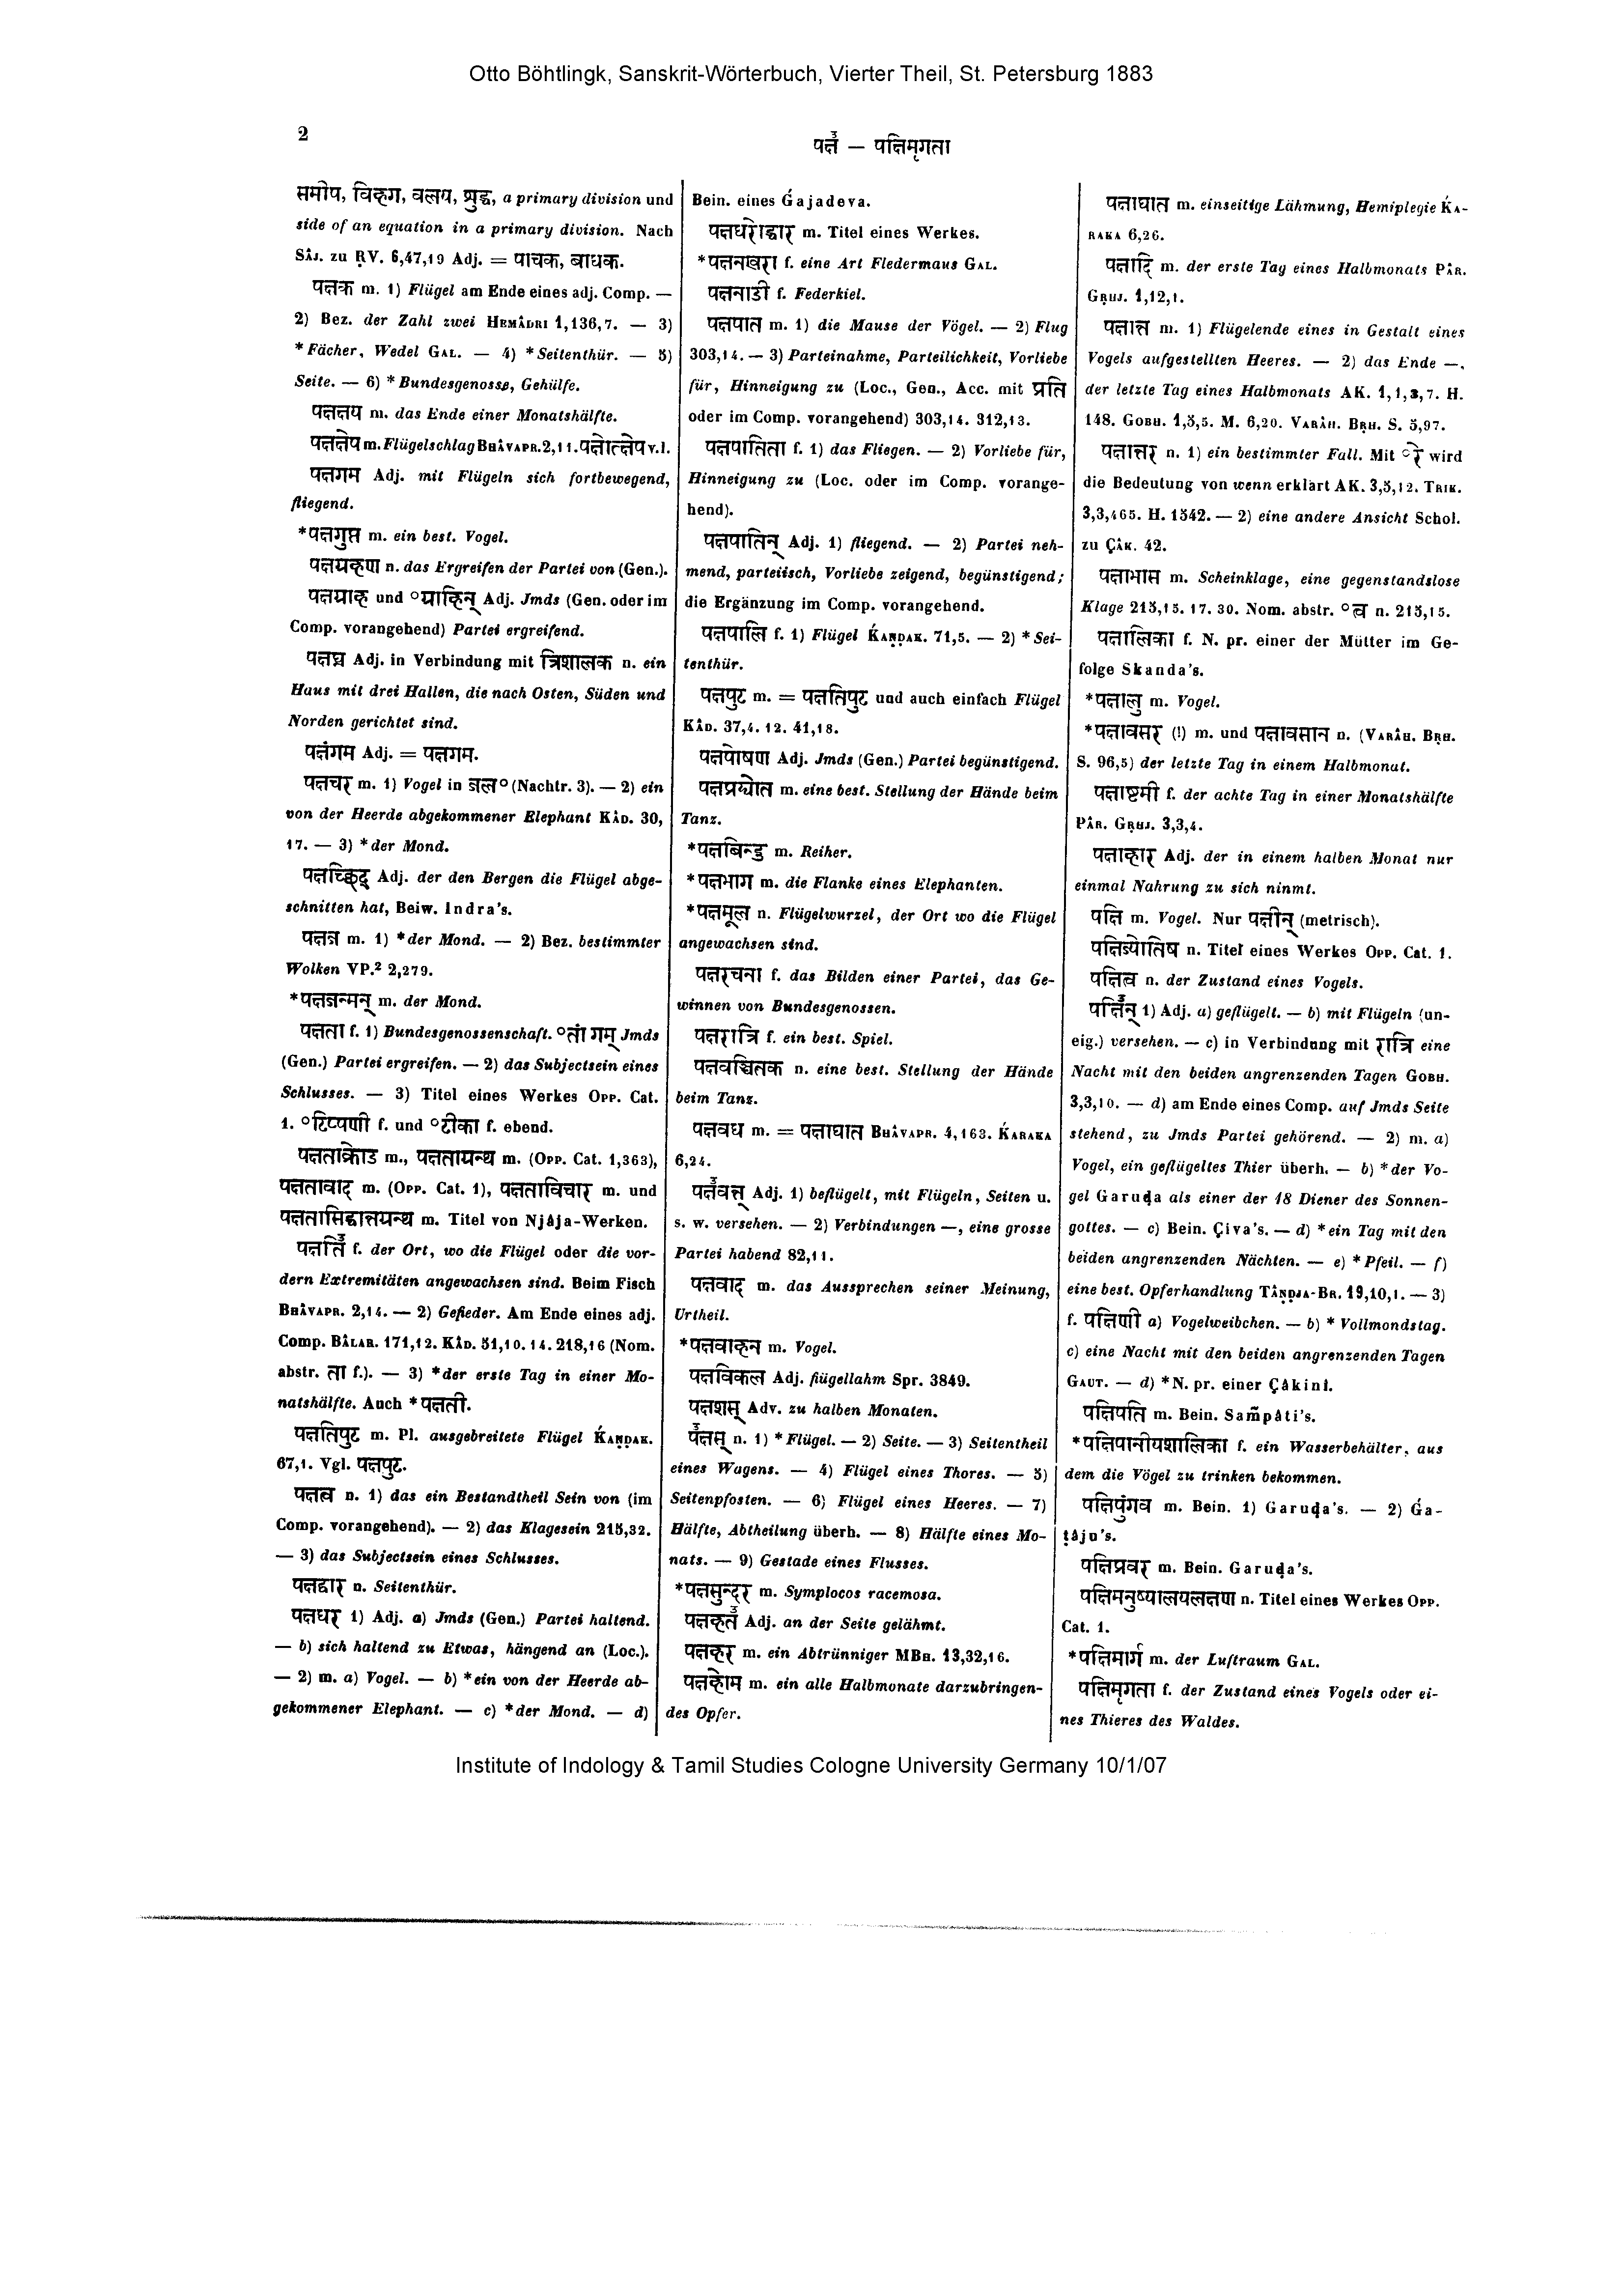 Otto Böhtlingk, Sanskrit-Wörterbuch, Vierter Theil, St. Petersburg 1883
2
पक्ष — पक्षिमृगता
समीप, विहग, वलय, शुद्ध, a primary division und
side of an equation in a primary division. Nach
Sâj. zu ṚV. 6,47,19 Adj. = पाचक, बाधक.
पक्षक m. 1) Flügel am Ende eines adj. Comp. —
2) Bez. der Zahl zwei Hemâdri 1,136,7. — 3)
*Fächer, Wedel Gal. — 4) *Seitenthür. — 5)
Seite. — 6) *Bundesgenosse, Gehülfe.
पक्षक्षय m. das Ende einer Monatshälfte.
पक्षक्षेप m. Flügelschlag Bhâvapr. 2,11. पक्षोत्क्षेप v.l.
पक्षगम Adj. mit Flügeln sich fortbewegend,
fliegend.
*पक्षगुप्त m. ein best. Vogel.
पक्षग्रहण n. das Ergreifen der Partei von (Gen.).
पक्षग्राह und ॰ग्राहिन् Adj. Jmds (Gen. oder im
Comp. vorangehend) Partei ergreifend.
पक्षघ्न Adj. in Verbindung mit त्रिशालक n. ein
Haus mit drei Hallen, die nach Osten, Süden und
Norden gerichtet sind.
पक्षंगम Adj. = पक्षगम.
पक्षचर m. 1) Vogel in जल॰ (Nachtr. 3). — 2) ein
von der Heerde abgekommener Elephant Kâd. 30,
17. — 3) *der Mond.
पक्षच्छिद् Adj. der den Bergen die Flügel abge-
schnitten hat, Beiw. Indra's.
पक्षज m. 1) *der Mond. — 2) Bez. bestimmter
Wolken VP.² 2,279.
*पक्षजन्मन् m. der Mond.
पक्षता f. 1) Bundesgenossenschaft. ॰तां गम् Jmds
(Gen.) Partei ergreifen. — 2) das Subjectsein eines
Schlusses. — 3) Titel eines Werkes Opp. Cat.
1. ॰टिप्पणी f. und ॰टीका f. ebend.
पक्षताक्रोड m., पक्षताग्रन्थ m. (Opp. Cat. 1,363),
पक्षतावाद m. (Opp. Cat. 1), पक्षताविचार m. und
पक्षतासिद्धान्तग्रन्थ m. Titel von Njâja-Werken.
पक्षति f. der Ort, wo die Flügel oder die vor-
dern Extremitäten angewachsen sind. Beim Fisch
Bhâvapr. 2,14. — 2) Gefieder. Am Ende eines adj.
Comp. Bâlar. 171,12. Kâd. 51,10. 14. 218,16 (Nom.
abstr. ता f.). — 3) *der erste Tag in einer Mo-
natshälfte. Auch *पक्षती.
पक्षतिपुट m. Pl. ausgebreitete Flügel Ḱaṇḍak.
67,1. Vgl. पक्षपुट.
पक्षत्व n. 1) das ein Bestandtheil Sein von (im
Comp. vorangehend). — 2) das Klagesein 215,32.
— 3) das Subjectsein eines Schlusses.
पक्षद्वार n. Seitenthür.
पक्षधर 1) Adj. a) Jmds (Gen.) Partei haltend.
— b) sich haltend zu Etwas, hängend an (Loc.).
— 2) m. a) Vogel. — b) *ein von der Heerde ab-
gekommener Elephant. — c) *der Mond. — d)
Bein. eines Ǵajadeva.
पक्षधरोद्धार m. Titel eines Werkes.
*पक्षनखरा f. eine Art Fledermaus Gal.
पक्षनाडी f. Federkiel.
पक्षपात m. 1) die Mause der Vögel. — 2) Flug
303,14. — 3) Parteinahme, Parteilichkeit, Vorliebe
für, Hinneigung zu (Loc., Gen., Acc. mit प्रति
oder im Comp. vorangehend) 303,14. 312,13.
पक्षपातिता f. 1) das Fliegen. — 2) Vorliebe für,
Hinneigung zu (Loc. oder im Comp. vorange-
hend).
पक्षपातिन् Adj. 1) fliegend. — 2) Partei neh-
mend, parteiisch, Vorliebe zeigend, begünstigend;
die Ergänzung im Comp. vorangehend.
पक्षपालि f. 1) Flügel Ḱaṇḍak. 71,5. — 2) *Sei-
tenthür.
पक्षपुट m. = पक्षतिपुट und auch einfach Flügel
Kâd. 37,4. 12. 41,18.
पक्षपोषण Adj. Jmds (Gen.) Partei begünstigend.
पक्षप्रद्योत m. eine best. Stellung der Hände beim
Tanz.
*पक्षबिन्दु m. Reiher.
*पक्षभाग m. die Flanke eines Elephanten.
*पक्षमूल n. Flügelwurzel, der Ort wo die Flügel
angewachsen sind.
पक्षरचना f. das Bilden einer Partei, das Ge-
winnen von Bundesgenossen.
पक्षरात्रि f. ein best. Spiel.
पक्षवञ्चितक n. eine best. Stellung der Hände
beim Tanz.
पक्षवध m. = पक्षाघात Bhâvapr. 4,163. Ḱaraka
6,24.
पक्षवन्त् Adj. 1) beflügelt, mit Flügeln, Seiten u.
s. w. versehen. — 2) Verbindungen —, eine grosse
Partei habend 82,11.
पक्षवाद m. das Aussprechen seiner Meinung,
Urtheil.
*पक्षवाहन m. Vogel.
पक्षविकल Adj. flügellahm Spr. 3849.
पक्षशस् Adv. zu halben Monaten.
पक्षस् n. 1) *Flügel. — 2) Seite. — 3) Seitentheil
eines Wagens. — 4) Flügel eines Thores. — 5)
Seitenpfosten. — 6) Flügel eines Heeres. — 7)
Hälfte, Abtheilung überh. — 8) Hälfte eines Mo-
nats. — 9) Gestade eines Flusses.
*पक्षसुन्दर m. Symplocos racemosa.
पक्षहत Adj. an der Seite gelähmt.
पक्षहर m. ein Abtrünniger MBh. 13,32,16.
पक्षहोम m. ein alle Halbmonate darzubringen-
des Opfer.
पक्षाघात m. einseitige Lähmung, Hemiplegie Ḱa-
raka 6,26.
पक्षादि m. der erste Tag eines Halbmonats Pâr.
Gṛhj. 1,12,1.
पक्षान्त m. 1) Flügelende eines in Gestalt eines
Vogels aufgestellten Heeres. — 2) das Ende —,
der letzte Tag eines Halbmonats AK. 1,1,3,7. H.
148. Gobh. 1,5,5. M. 6,20. Varâh. Bṛh. S. 5,97.
पक्षान्तर n. 1) ein bestimmter Fall. Mit ॰रे wird
die Bedeutung von wenn erklärt AK. 3,5,12. Trik.
3,3,465. H. 1542. — 2) eine andere Ansicht Schol.
zu Çâk. 42.
पक्षाभास m. Scheinklage, eine gegenstandslose
Klage 215,15. 17. 30. Nom. abstr. ॰त्व n. 215,15.
पक्षालिका f. N. pr. einer der Mütter im Ge-
folge Skanda's.
*पक्षालु m. Vogel.
*पक्षावसर (!) m. und पक्षावसान n. (Varâh. Bṛh.
S. 96,5) der letzte Tag in einem Halbmonat.
पक्षाष्टमी f. der achte Tag in einer Monatshälfte
Pâr. Gṛhj. 3,3,4.
पक्षाहार Adj. der in einem halben Monat nur
einmal Nahrung zu sich nimmt.
पक्षि m. Vogel. Nur पक्षीन् (metrisch).
पक्षिज्योतिष n. Titel eines Werkes Opp. Cat. 1.
पक्षित्व n. der Zustand eines Vogels.
पक्षिन् 1) Adj. a) geflügelt. — b) mit Flügeln (un-
eig.) versehen. — c) in Verbindung mit रात्रि eine
Nacht mit den beiden angrenzenden Tagen Gobh.
3,3,10. — d) am Ende eines Comp. auf Jmds Seite
stehend, zu Jmds Partei gehörend. — 2) m. a)
Vogel, ein geflügeltes Thier überh. — b) *der Vo-
gel Garuḍa als einer der 18 Diener des Sonnen-
gottes. — c) Bein. Çiva's. — d) *ein Tag mit den
beiden angrenzenden Nächten. — e) *Pfeil. — f)
eine best. Opferhandlung Tâṇḍja-Br. 19,10,1. — 3)
f. पक्षिणी a) Vogelweibchen. — b) *Vollmondstag.
c) eine Nacht mit den beiden angrenzenden Tagen
Gaut. — d) *N. pr. einer Çâkinî.
पक्षिपति m. Bein. Sam̃pâti's.
*पक्षिपानीयशालिका f. ein Wasserbehälter, aus
dem die Vögel zu trinken bekommen.
पक्षिपुंगव m. Bein. 1) Garuḍa's. — 2) Ǵa-
ṭâju's.
पक्षिप्रवर m. Bein. Garuḍa's.
पक्षिमनुष्यालयलक्षण n. Titel eines Werkes Opp.
Cat. 1.
*पक्षिमार्ग m. der Luftraum Gal.
पक्षिमृगता f. der Zustand eines Vogels oder ei-
nes Thieres des Waldes.
Institute of Indology & Tamil Studies Cologne University Germany 10/1/07